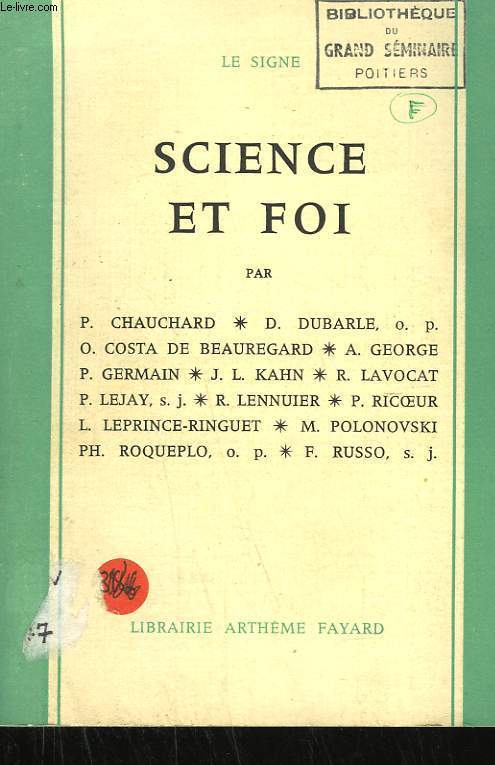 Le-livre.com
BIBLIOTHÈQUE
DU
GRAND SÉMINAIRE
POITIERS
F
LE SIGNE
SCIENCE
ET FOI
PAR
P. CHAUCHARD ✶ D. DUBARLE, o. p.
O. COSTA DE BEAUREGARD ✶ A. GEORGE
P. GERMAIN ✶ J. L. KAHN ✶ R. LAVOCAT
P. LEJAY, s. j. ✶ R. LENNUIER ✶ P. RICŒUR
L. LEPRINCE-RINGUET ✶ M. POLONOVSKI
PH. ROQUEPLO, o. p. ✶ F. RUSSO, s. j.
7
LIBRAIRIE ARTHÈME FAYARD